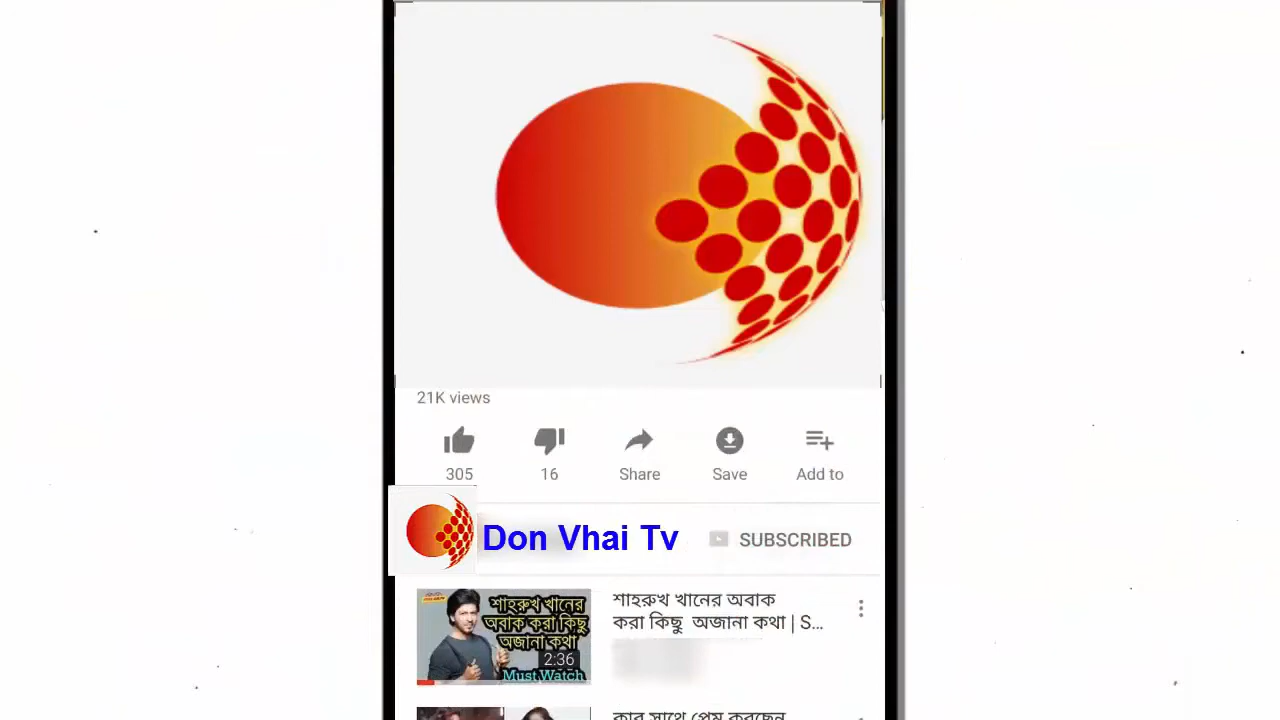 21K views
305
16
Share
Save
Add to
Don Vhai Tv
SUBSCRIBED
শাহরুখ খানের
অবাক করা কিছু
অজানা কথা
2:36
Must Watch
শাহরুখ খানের অবাক
করা কিছু অজানা কথা | S...
কার সাথে প্রেম করছেন